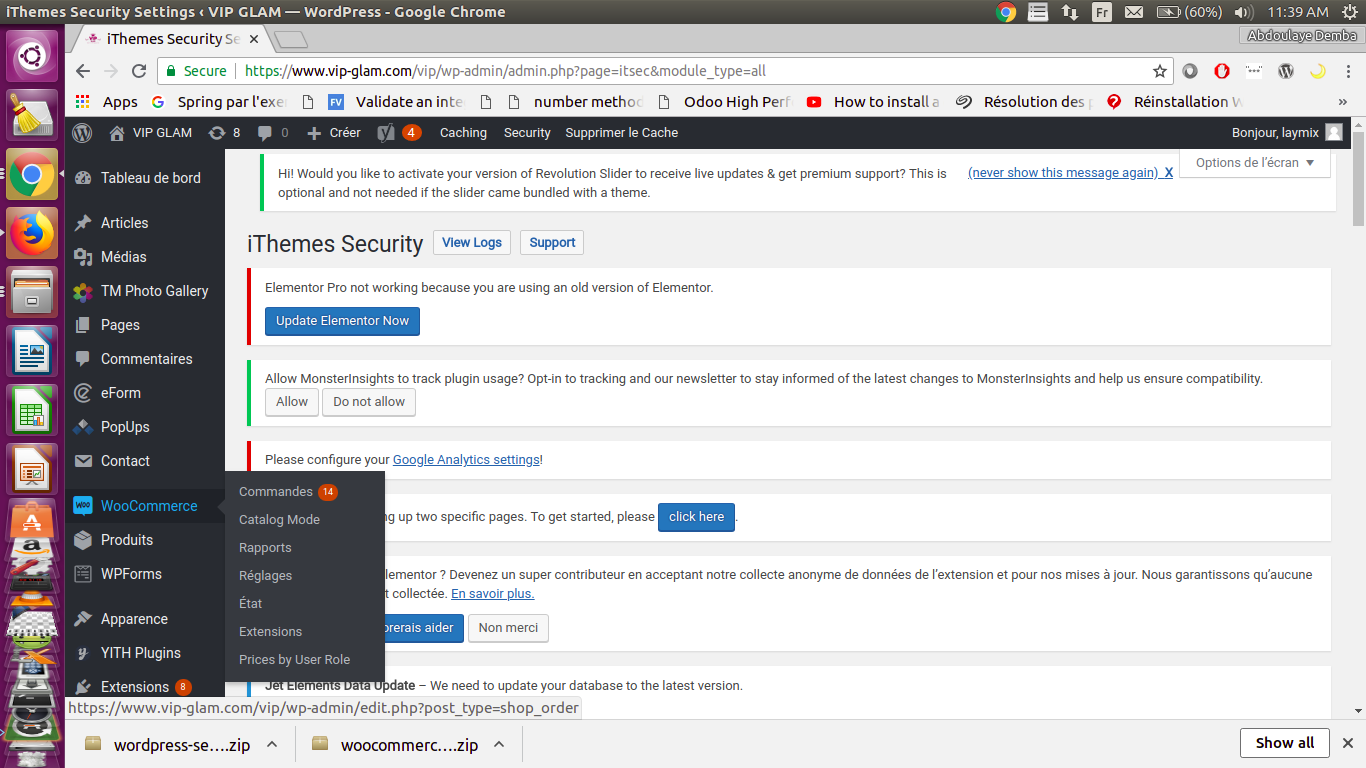 iThemes Security Settings ‹ VIP GLAM — WordPress - Google Chrome
Fr
(60%)
11:39 AM
iThemes Security Se
Abdoulaye Demba
Secure
https://www.vip-glam.com/vip/wp-admin/admin.php?page=itsec&module_type=all
Apps
Spring par l'exe
FV
Validate an inte
number method
Odoo High Perf
How to install a
Résolution des p
Réinstallation W
»
VIP GLAM
8
0
Créer
4
Caching
Security
Supprimer le Cache
Bonjour, laymix
Tableau de bord
Articles
Médias
TM Photo Gallery
Pages
Commentaires
eForm
PopUps
Contact
WooCommerce
Produits
WPForms
Apparence
YITH Plugins
Extensions 8
Commandes 14
Catalog Mode
Rapports
Réglages
État
Extensions
Prices by User Role
Options de l'écran
Hi! Would you like to activate your version of Revolution Slider to receive live updates & get premium support? This is
optional and not needed if the slider came bundled with a theme.
(never show this message again) X
iThemes Security
View Logs
Support
Elementor Pro not working because you are using an old version of Elementor.
Update Elementor Now
Allow MonsterInsights to track plugin usage? Opt-in to tracking and our newsletter to stay informed of the latest changes to MonsterInsights and help us ensure compatibility.
Allow
Do not allow
Please configure your Google Analytics settings!
ng up two specific pages. To get started, please click here.
lementor ? Devenez un super contributeur en acceptant notre collecte anonyme de données de l'extension et pour nos mises à jour. Nous garantissons qu'aucune
t collectée. En savoir plus.
orerais aider
Non merci
Jet Elements Data Update – We need to update your database to the latest version.
https://www.vip-glam.com/vip/wp-admin/edit.php?post_type=shop_order
wordpress-se....zip
woocommerc....zip
Show all